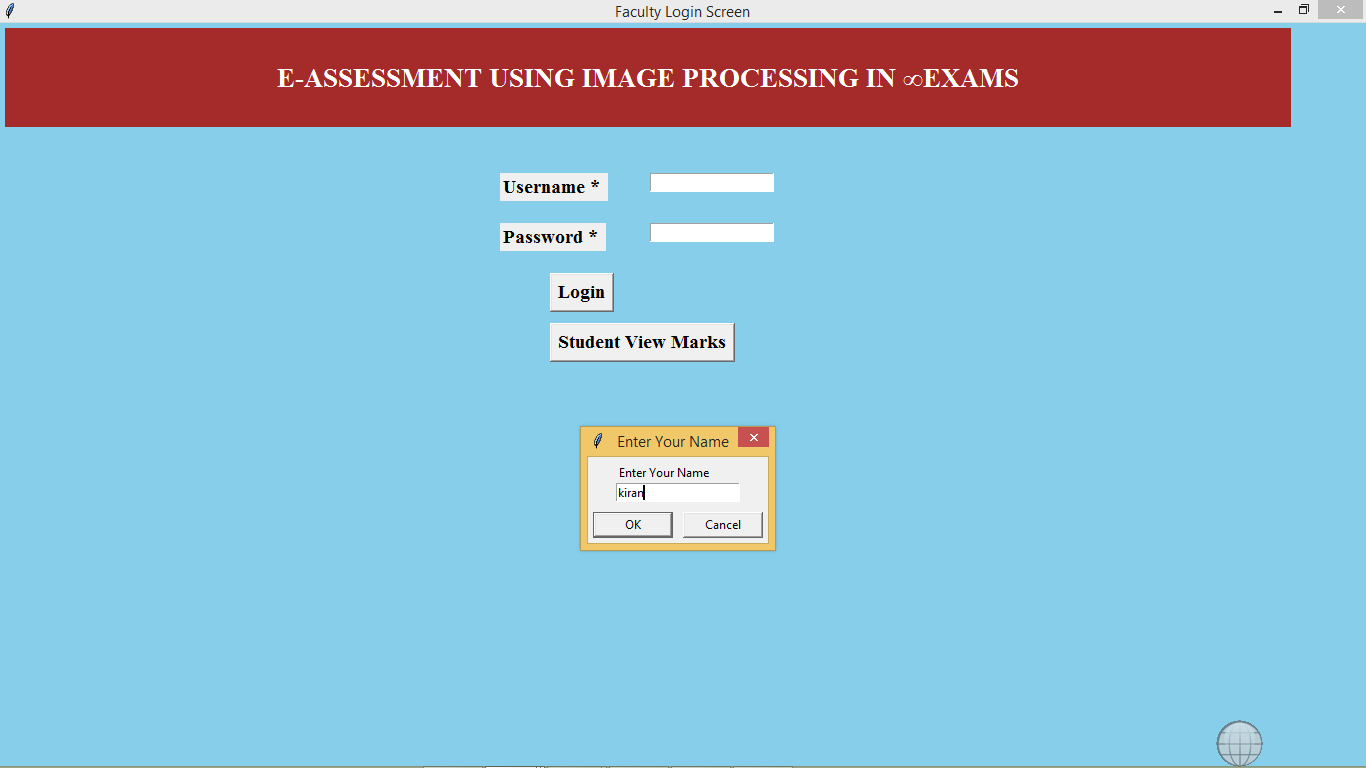 Faculty Login Screen
E-ASSESSMENT USING IMAGE PROCESSING IN ∞EXAMS
Username *
Password *
Login
Student View Marks
Enter Your Name
Enter Your Name
kiran
OK Cancel